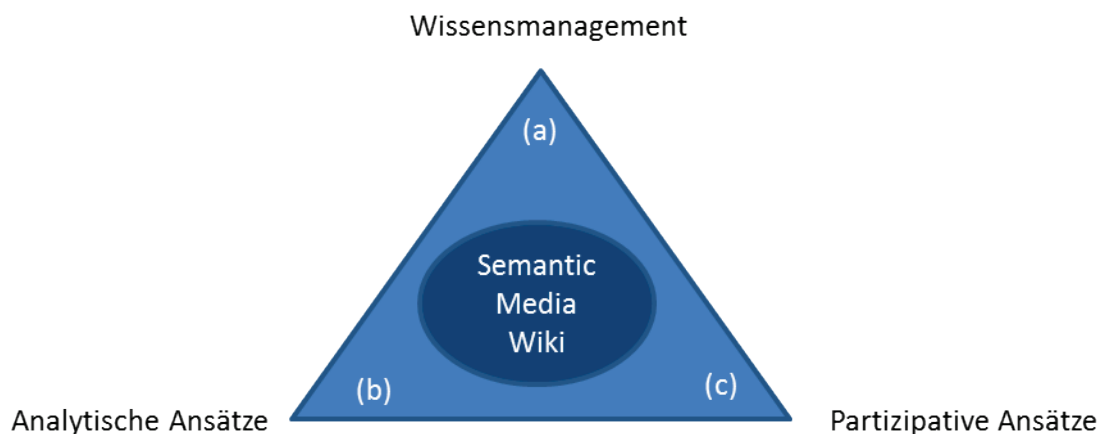 Wissensmanagement
(a)
Semantic
Media
Wiki
(b)
(c)
Analytische Ansätze
Partizipative Ansätze